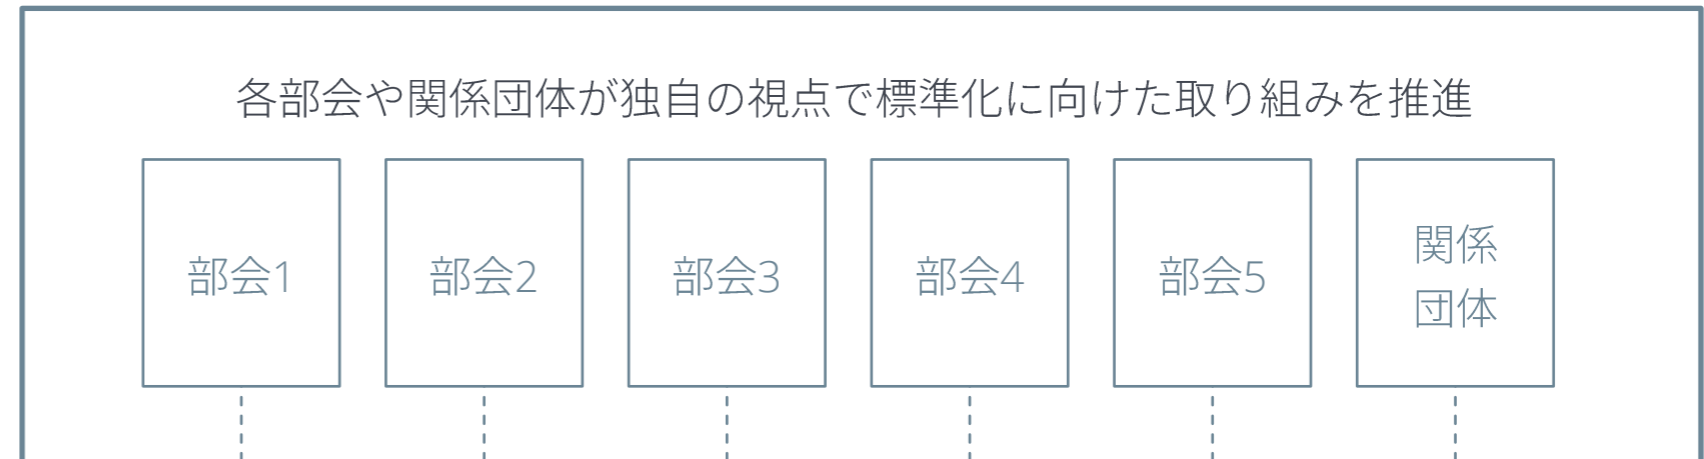 各部会や関係団体が独自の視点で標準化に向けた取り組みを推進
部会1
部会2
部会3
部会4
部会5
関係
団体